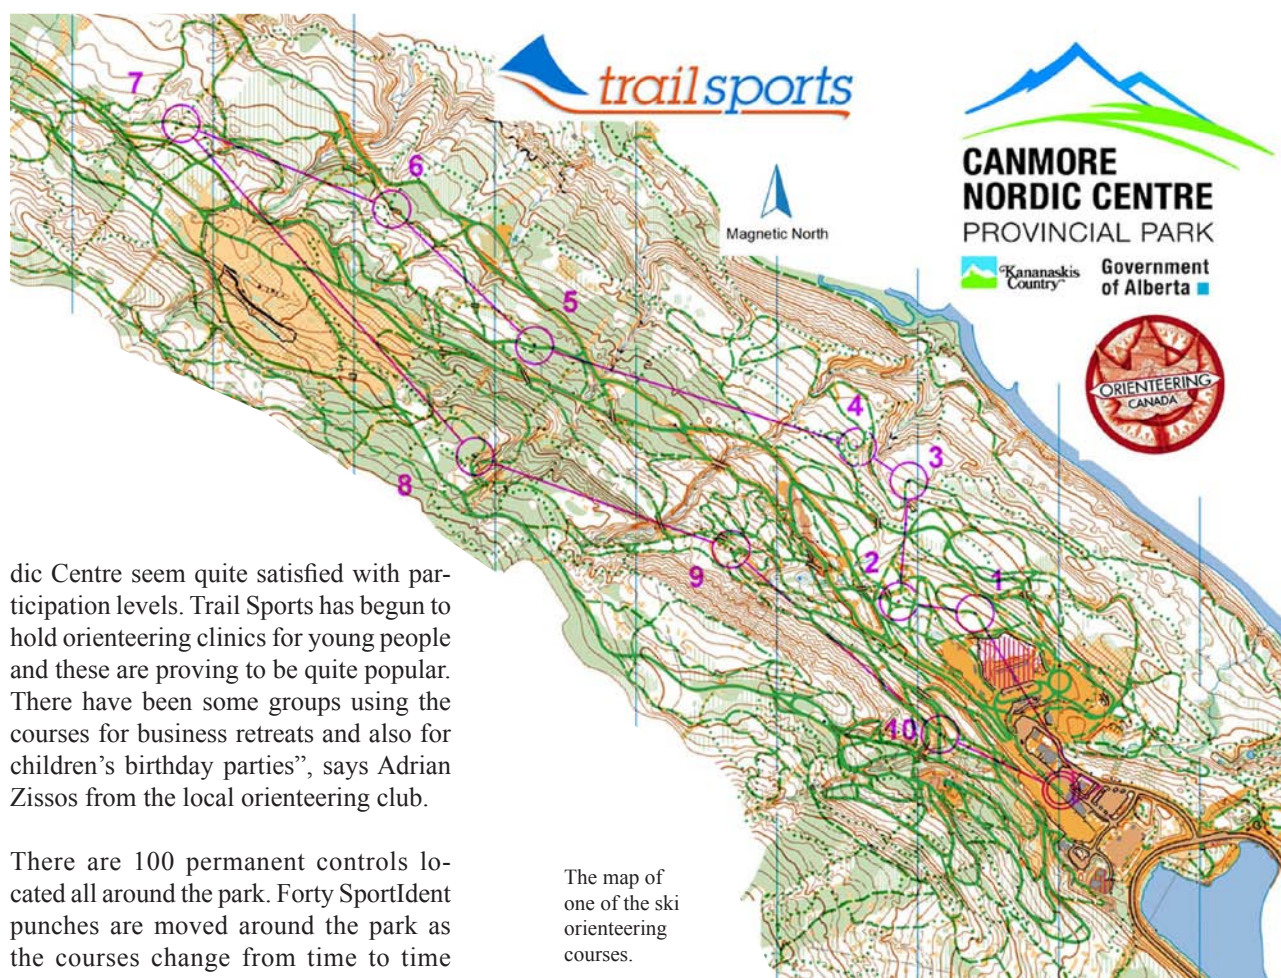 trailsports
CANMORE
NORDIC CENTRE
PROVINCIAL PARK
Kananaskis
Country
Government
of Alberta
ORIENTEERING
CANADA
Magnetic North
7
6
5
4
3
8
2
1
9
10
dic Centre seem quite satisfied with par-
ticipation levels. Trail Sports has begun to
hold orienteering clinics for young people
and these are proving to be quite popular.
There have been some groups using the
courses for business retreats and also for
children’s birthday parties”, says Adrian
Zissos from the local orienteering club.
There are 100 permanent controls lo-
cated all around the park. Forty SportIdent
punches are moved around the park as
the courses change from time to time
The map of
one of the ski
orienteering
courses.